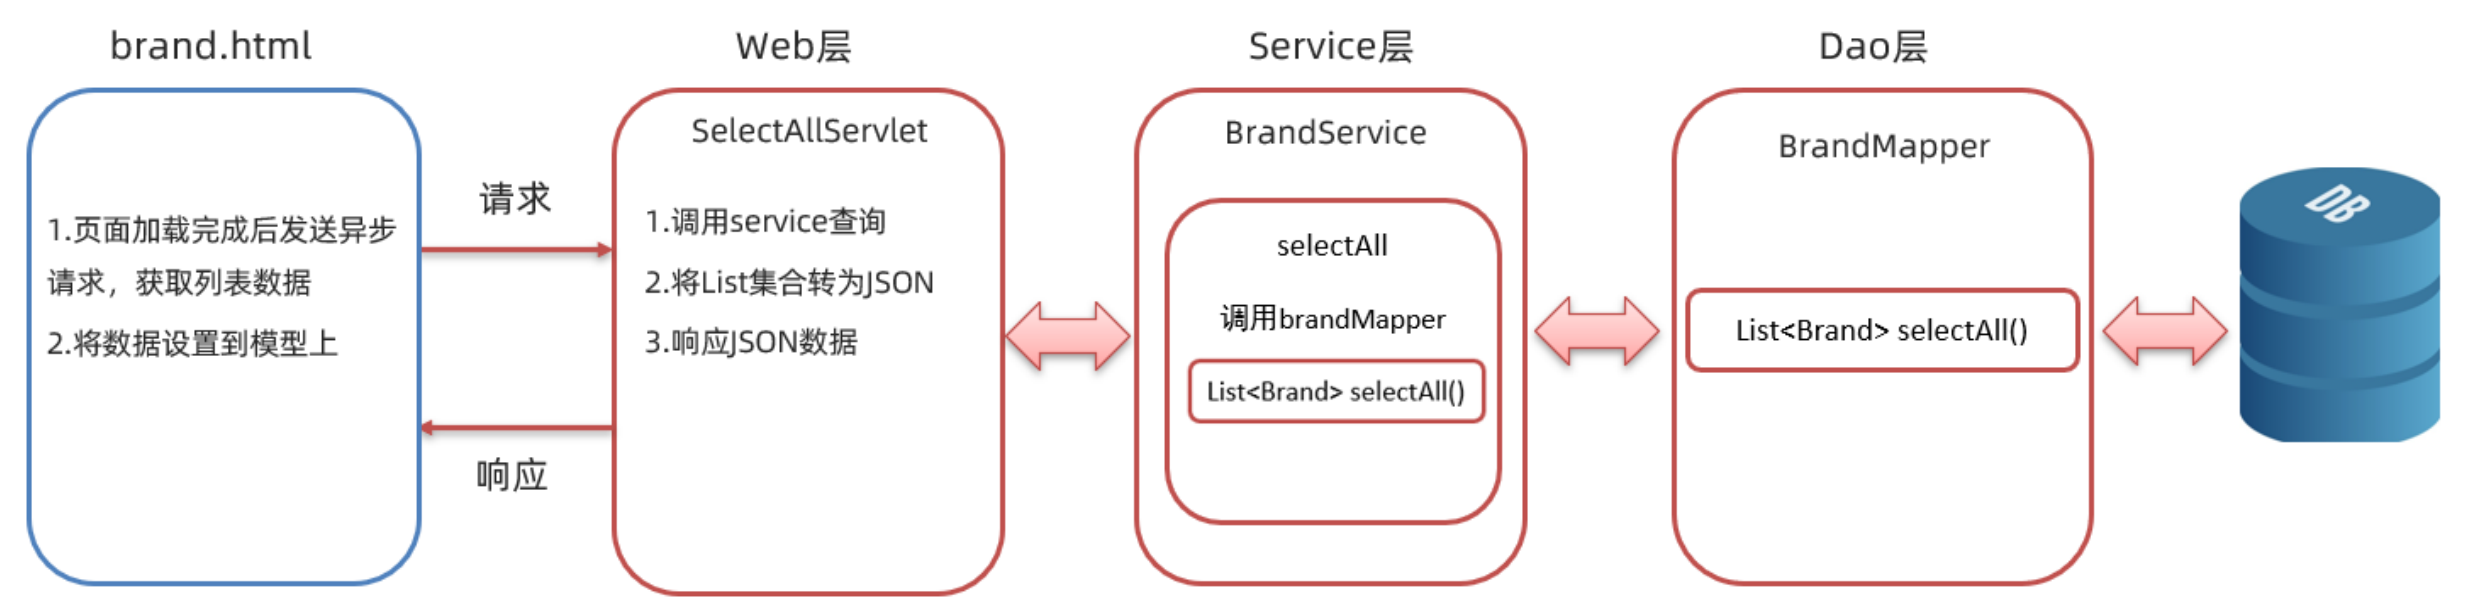 brand.html
1.页面加载完成后发送异步
请求，获取列表数据
2.将数据设置到模型上
请求
响应
Web层
SelectAllServlet
1.调用service查询
2.将List集合转为JSON
3.响应JSON数据
Service层
BrandService
selectAll
调用brandMapper
List<Brand> selectAll()
Dao层
BrandMapper
List<Brand> selectAll()
DB